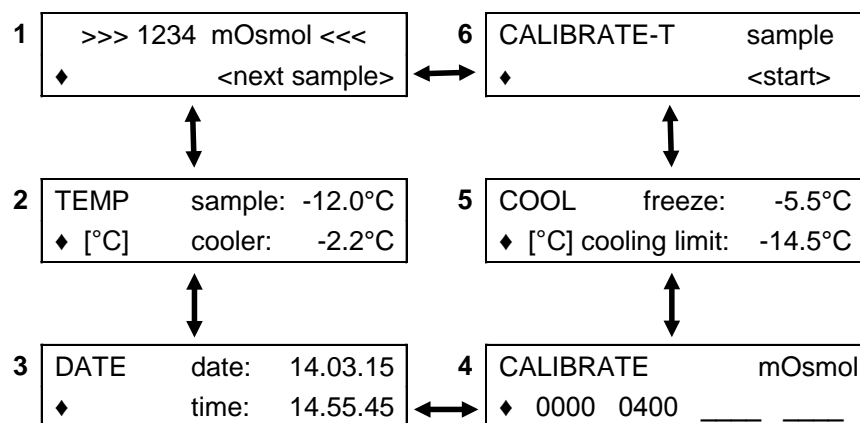 1 >>> 1234 mOsmol <<<
♦ <next sample>
6 CALIBRATE-T sample
♦ <start>
2 TEMP sample: -12.0°C
♦ [°C] cooler: -2.2°C
5 COOL freeze: -5.5°C
♦ [°C] cooling limit: -14.5°C
3 DATE date: 14.03.15
♦ time: 14.55.45
4 CALIBRATE mOsmol
♦ 0000 0400 ____ ____